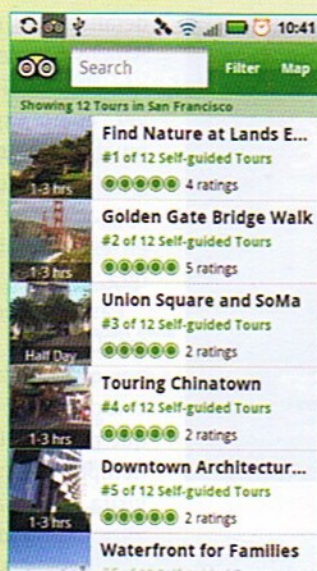 10:41
Search Filter Map
Showing 12 Tours in San Francisco
Find Nature at Lands E...
#1 of 12 Self-guided Tours
1-3 hrs 4 ratings
Golden Gate Bridge Walk
#2 of 12 Self-guided Tours
1-3 hrs 5 ratings
Union Square and SoMa
#3 of 12 Self-guided Tours
Half Day 2 ratings
Touring Chinatown
#4 of 12 Self-guided Tours
1-3 hrs 2 ratings
Downtown Architectur...
#5 of 12 Self-guided Tours
1-3 hrs 2 ratings
Waterfront for Families